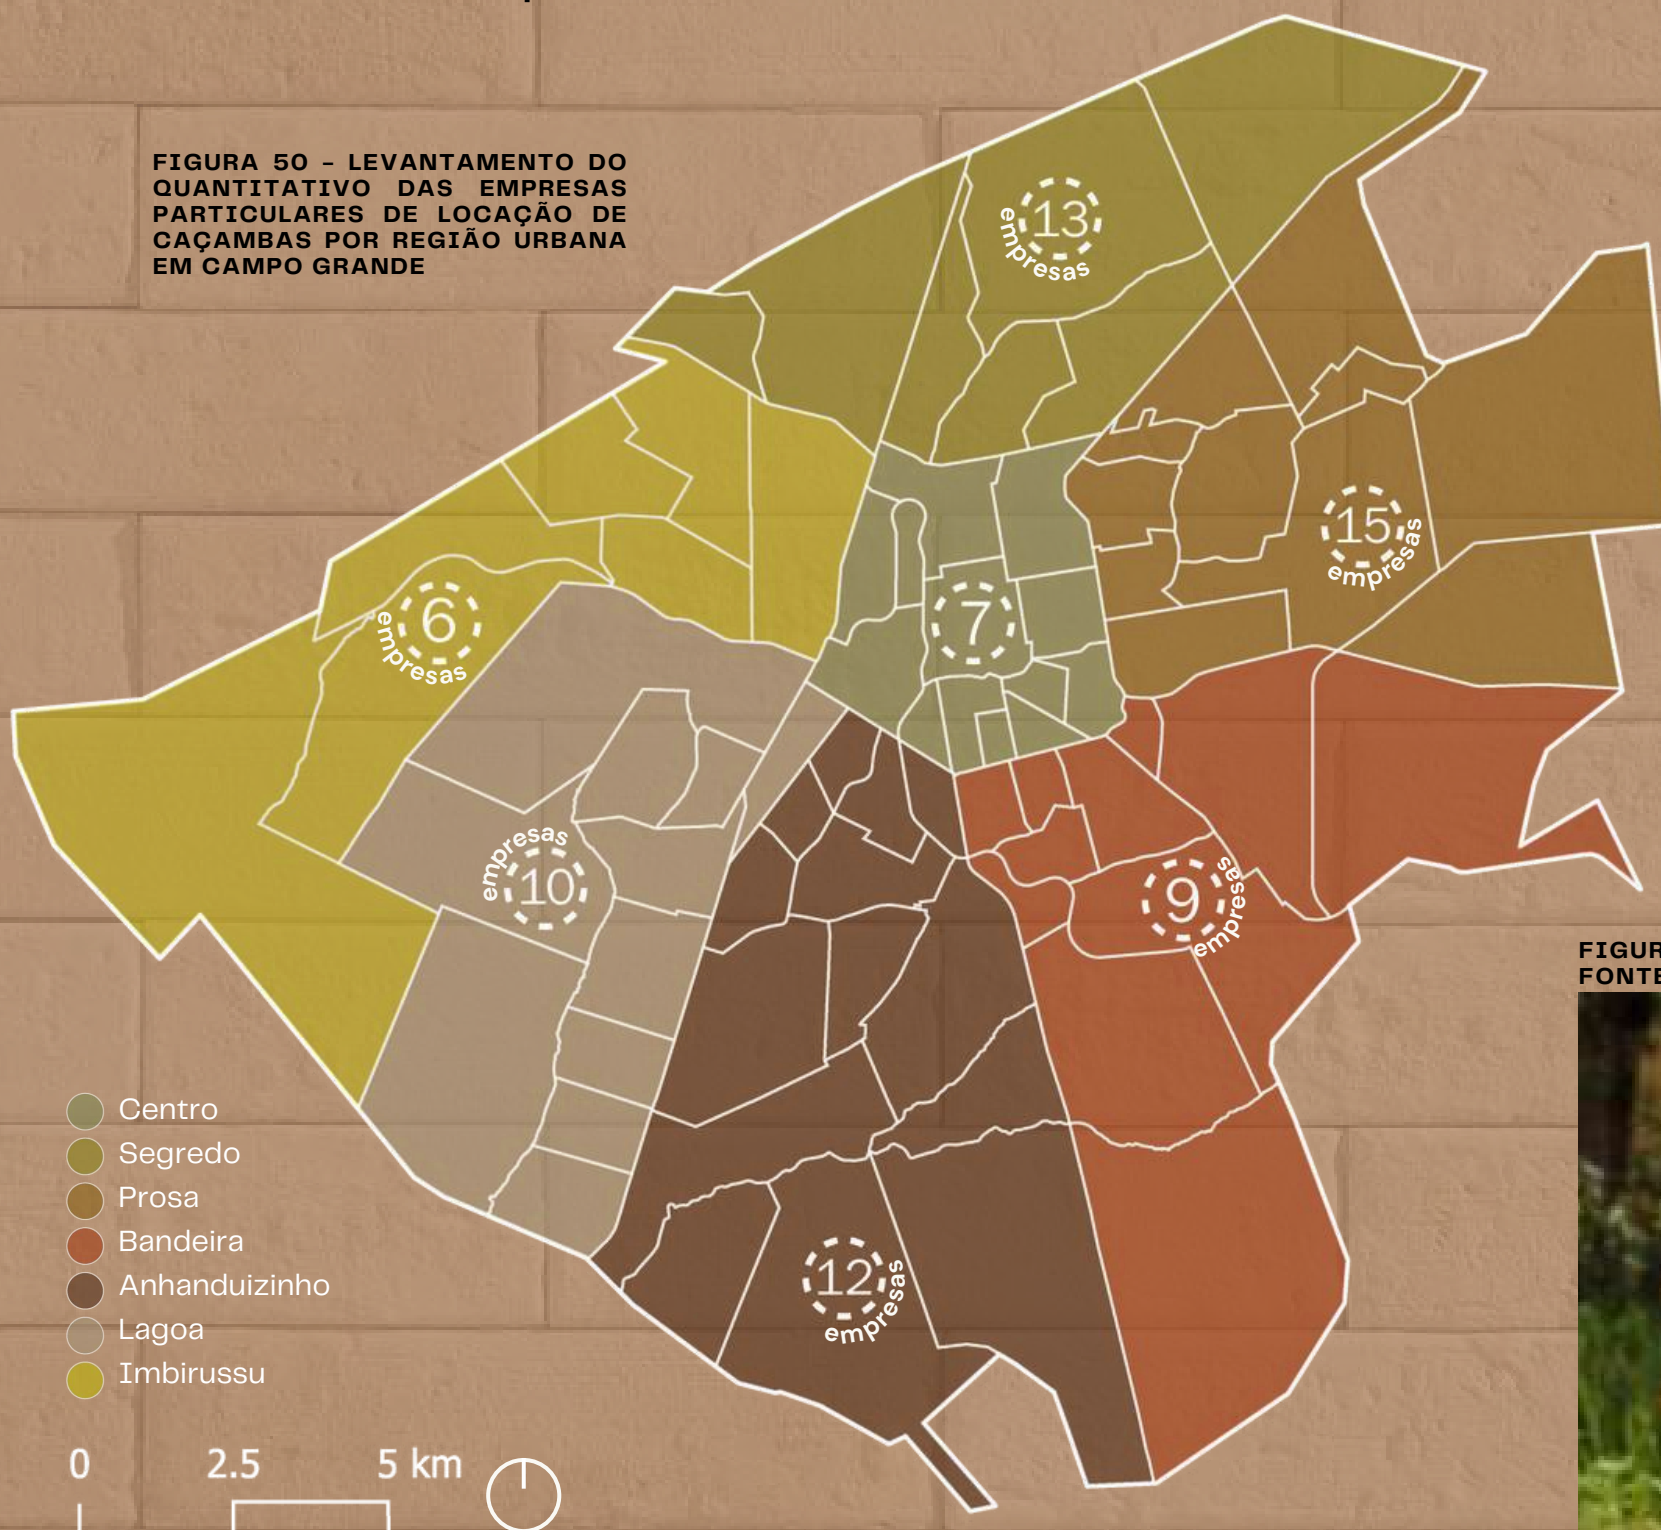 FIGURA 50 – LEVANTAMENTO DO
QUANTITATIVO DAS EMPRESAS
PARTICULARES DE LOCAÇÃO DE
CAÇAMBAS POR REGIÃO URBANA
EM CAMPO GRANDE
13
empresas
15
empresas
6
empresas
7
10
empresas
9
empresas
12
empresas
FIGUR
FONTE
Centro
Segredo
Prosa
Bandeira
Anhanduizinho
Lagoa
Imbirussu
0 2.5 5 km